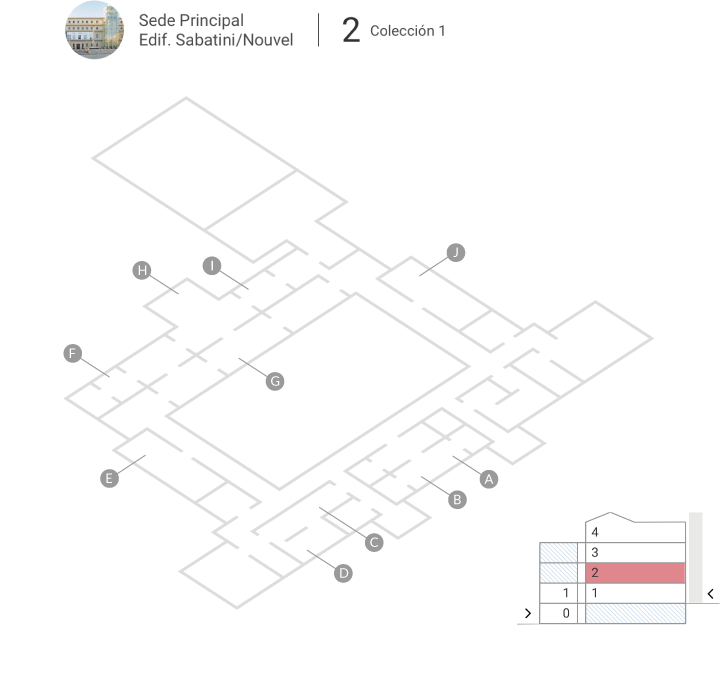 Sede Principal
Edif. Sabatini/Nouvel
2 Colección 1
J
I
H
F
G
E
A
B
C
D
4
3
2
1 1
0